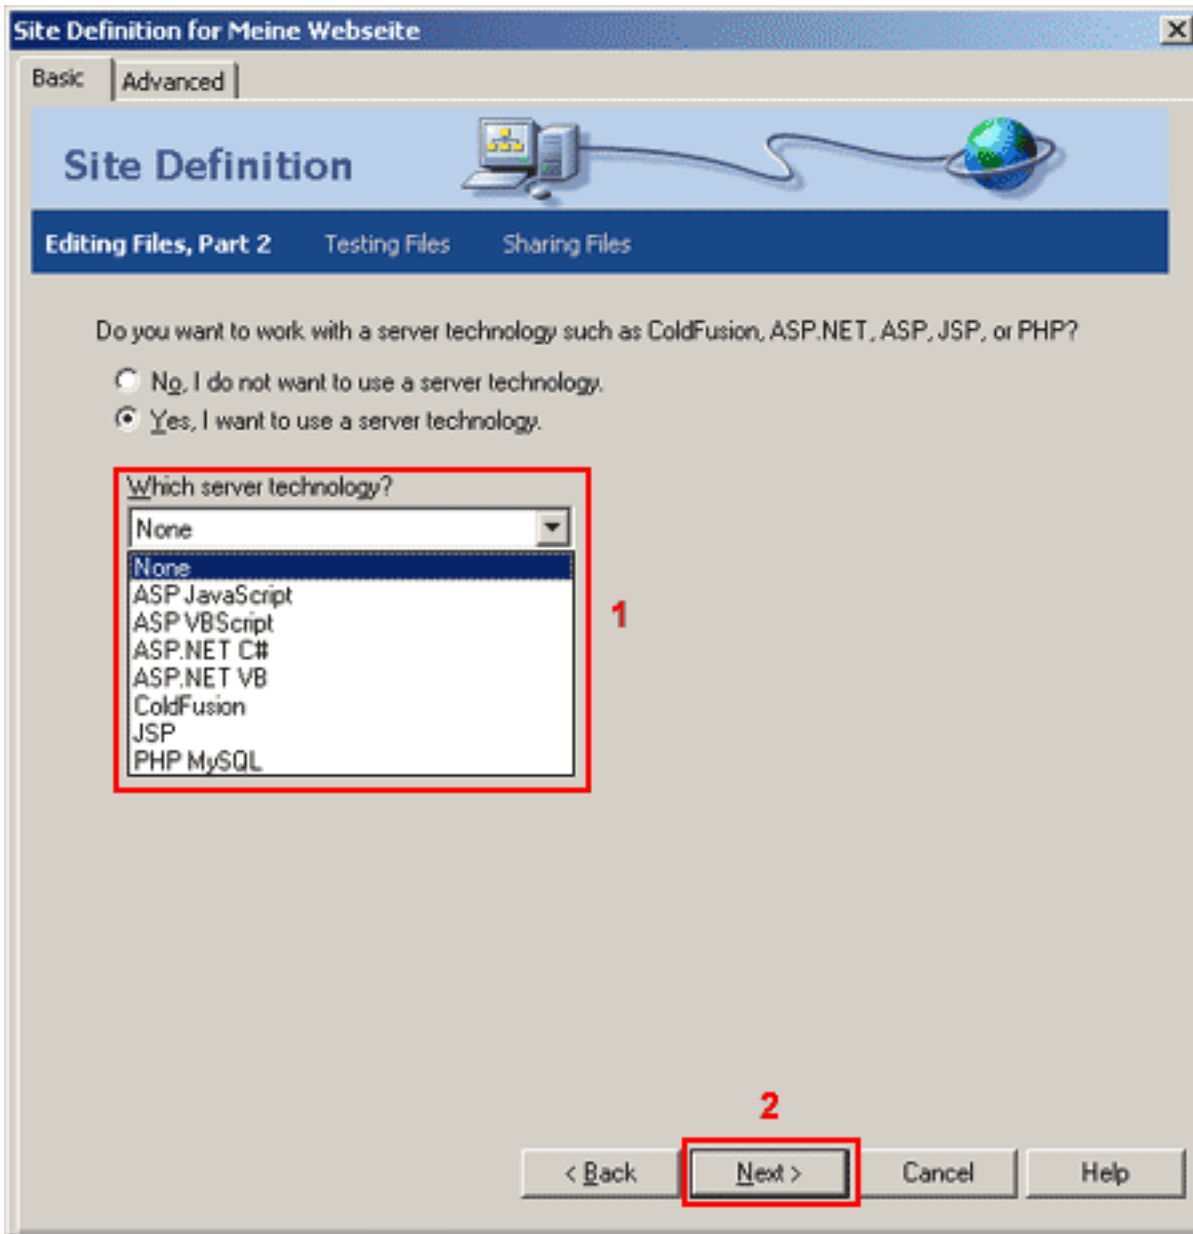 Site Definition for Meine Webseite
Basic
Advanced
Site Definition
Editing Files, Part 2 Testing Files Sharing Files
Do you want to work with a server technology such as ColdFusion, ASP.NET, ASP, JSP, or PHP?
No, I do not want to use a server technology.
Yes, I want to use a server technology.
Which server technology?
None
None
ASP JavaScript
ASP VBScript
ASP.NET C#
ASP.NET VB
ColdFusion
JSP
PHP MySQL
1
2
< Back Next > Cancel Help